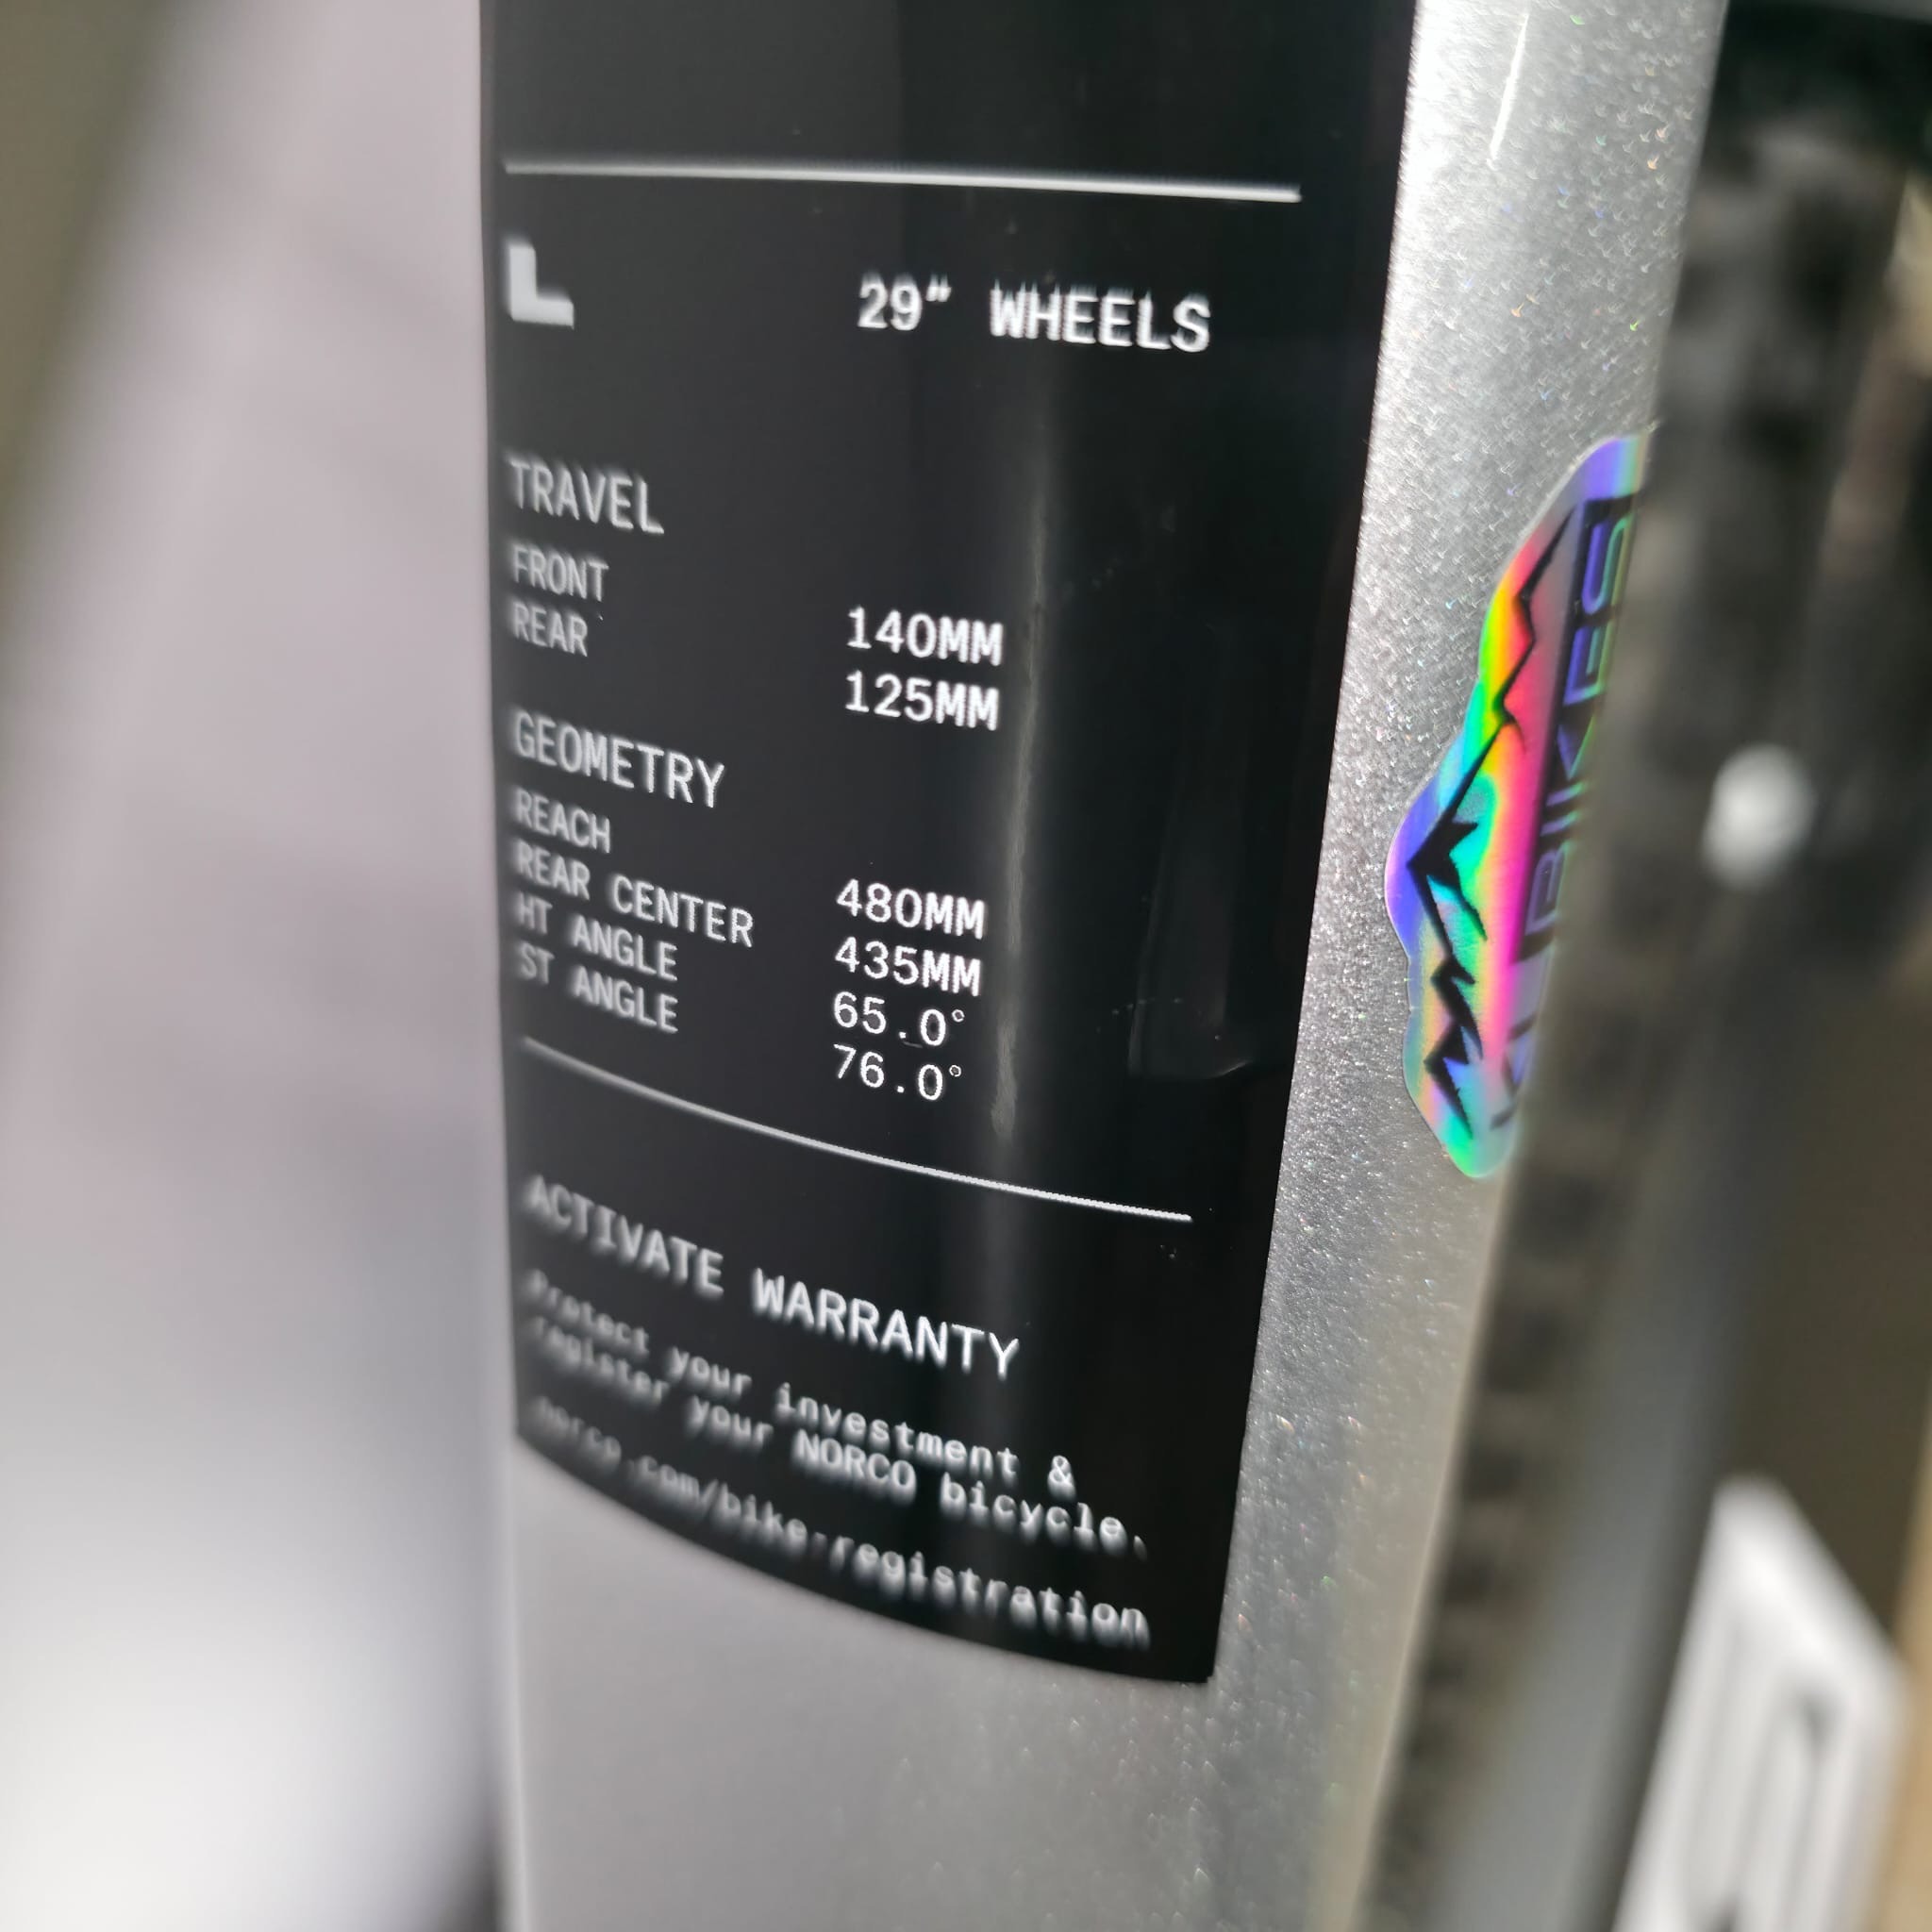 L 29" WHEELS
TRAVEL
FRONT 140MM
REAR 125MM
GEOMETRY
REACH 480MM
REAR CENTER 435MM
HT ANGLE 65.0°
ST ANGLE 76.0°
ACTIVATE WARRANTY
Protect your investment &
register your NORCO bicycle.
norco.com/bike-registration
BIKES